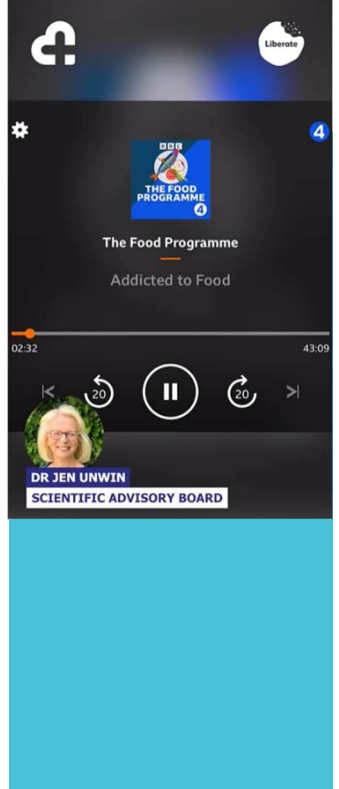 Liberate
4
BBC
THE FOOD
PROGRAMME
4
The Food Programme
Addicted to Food
02:32
43:09
20
20
DR JEN UNWIN
SCIENTIFIC ADVISORY BOARD